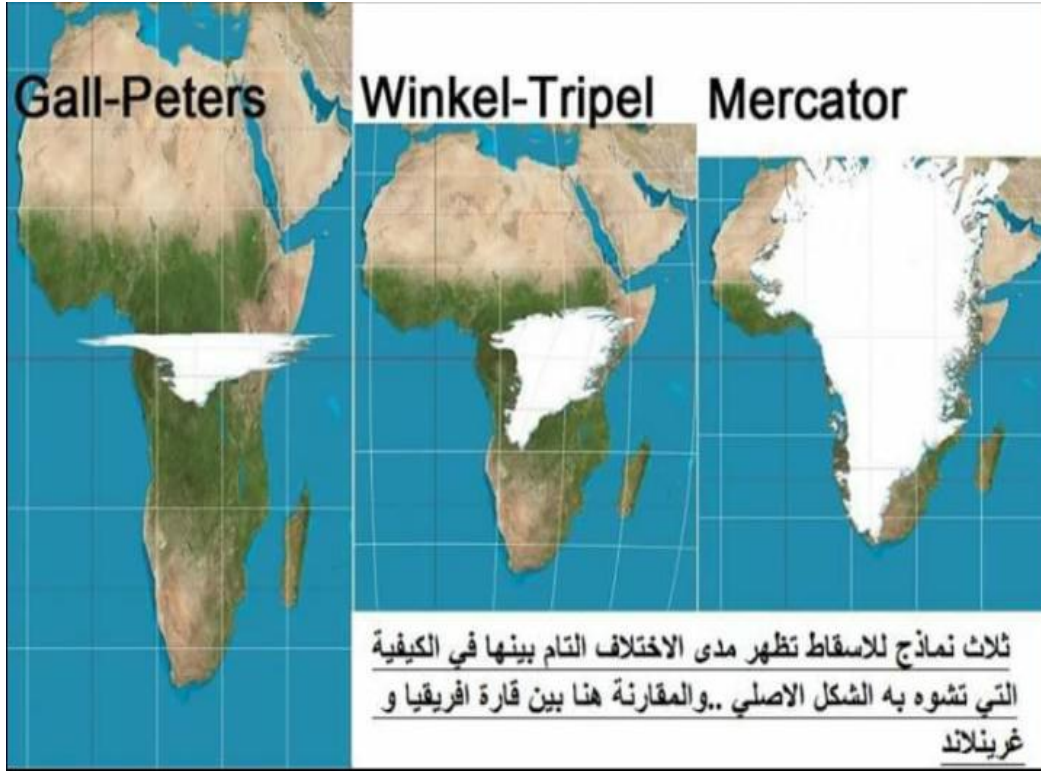 Gall-Peters
Winkel-Tripel
Mercator
ثلاث نماذج للاسقاط تظهر مدى الاختلاف التام بينها في الكيفية
التي تشوه به الشكل الاصلي ..والمقارنة هنا بين قارة افريقيا و
غرينلاند